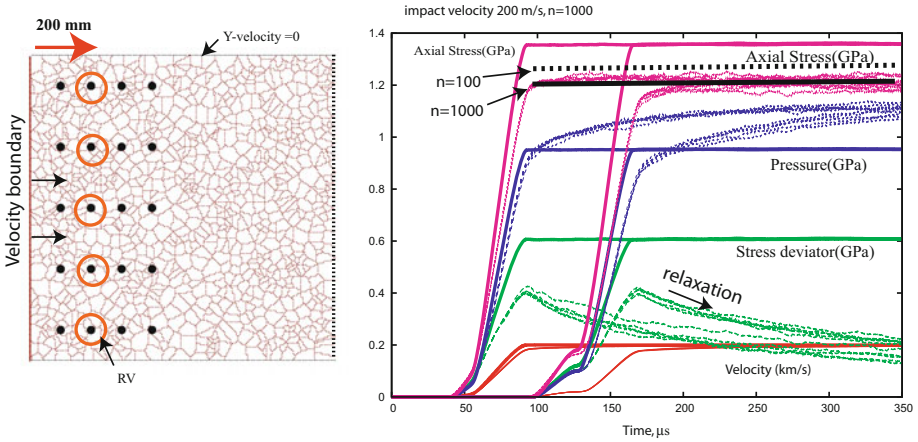 200 mm
Y-velocity =0
Velocity boundary
RV
impact velocity 200 m/s, n=1000
Axial Stress(GPa)
n=100
n=1000
Axial Stress(GPa)
Pressure(GPa)
Stress deviator(GPa)
relaxation
Velocity (km/s)
1.4
1.2
1
0.8
0.6
0.4
0.2
0
0 50 100 150 200 250 300 350
Time, μs